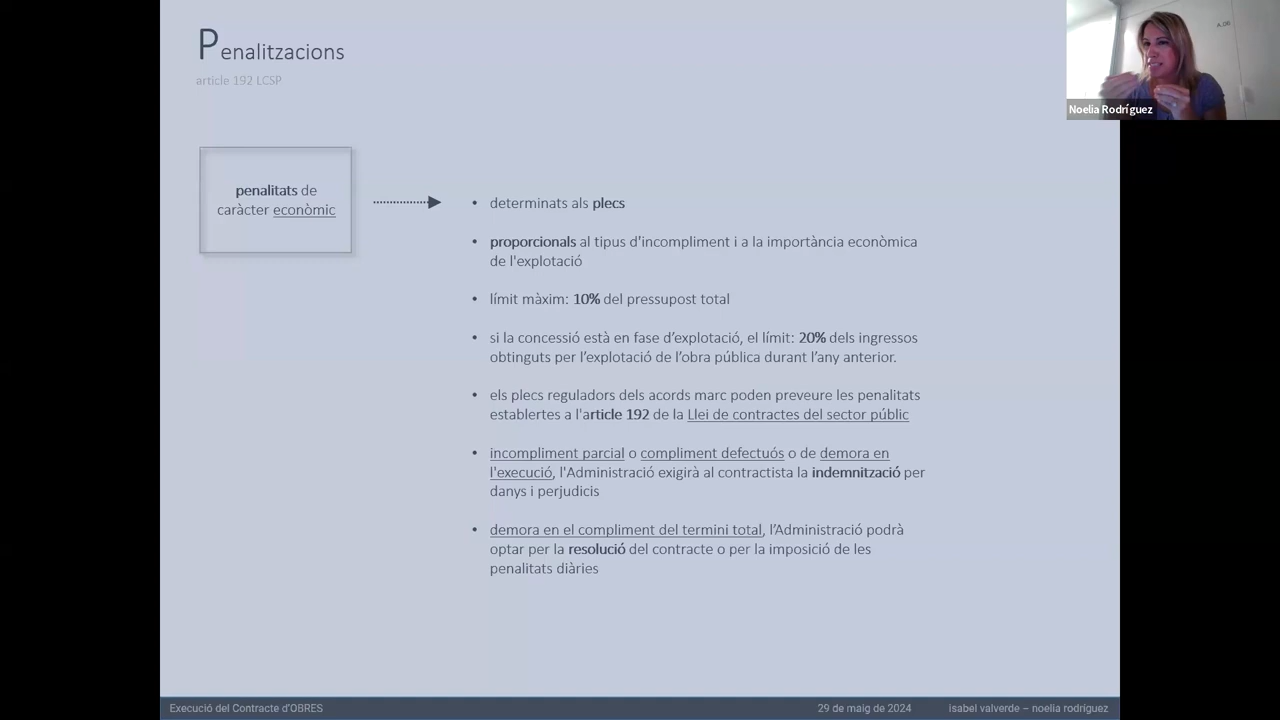 Penalitzacions
article 192 LCSP
A.06
Noelia Rodríguez
penalitats de
caràcter econòmic
• determinats als plecs
• proporcionals al tipus d'incompliment i a la importància econòmica
de l'explotació
• límit màxim: 10% del pressupost total
• si la concessió està en fase d’explotació, el límit: 20% dels ingressos
obtinguts per l’explotació de l’obra pública durant l’any anterior.
• els plecs reguladors dels acords marc poden preveure les penalitats
establertes a l'article 192 de la Llei de contractes del sector públic
• incompliment parcial o compliment defectuós o de demora en
l'execució, l'Administració exigirà al contractista la indemnització per
danys i perjudicis
• demora en el compliment del termini total, l’Administració podrà
optar per la resolució del contracte o per la imposició de les
penalitats diàries
Execució del Contracte d'OBRES
29 de maig de 2024
isabel valverde – noelia rodríguez